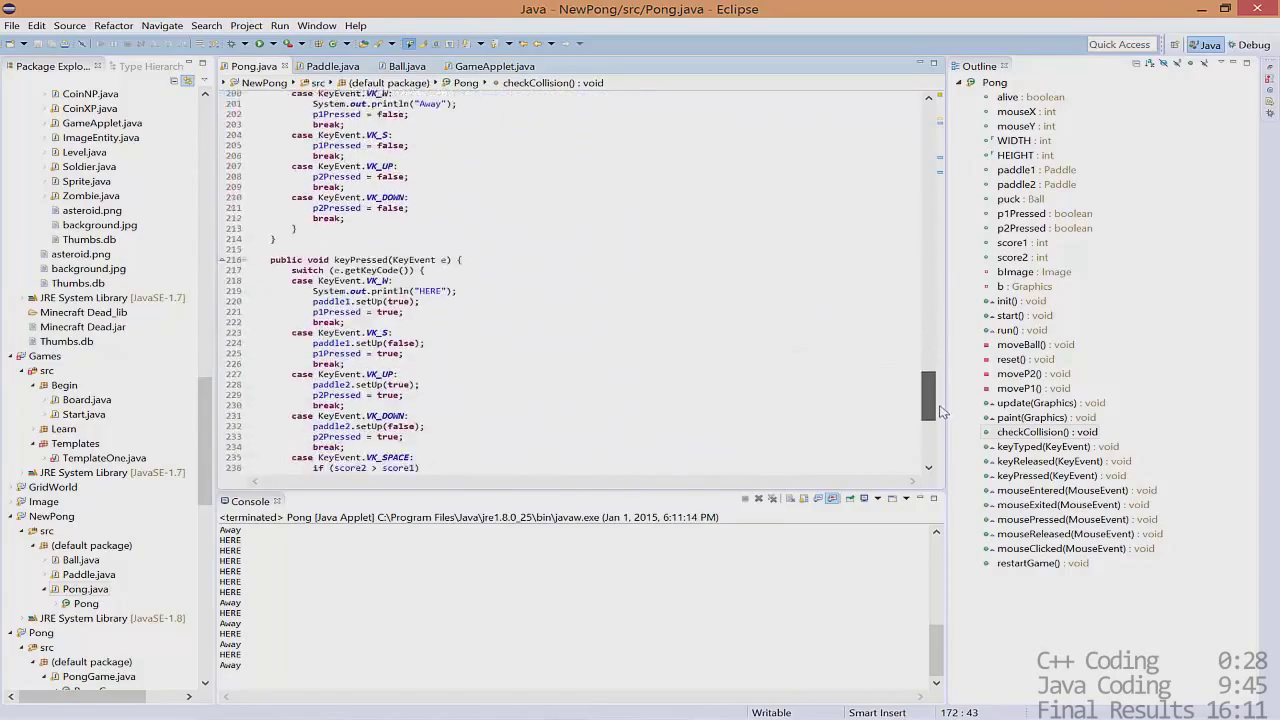 Java - NewPong/src/Pong.java - Eclipse
File Edit Source Refactor Navigate Search Project Run Window Help
Quick Access Java Debug
Package Explo... Type Hierarch
CoinNP.java
CoinXP.java
GameApplet.java
ImageEntity.java
Level.java
Soldier.java
Sprite.java
Zombie.java
asteroid.png
background.jpg
Thumbs.db
asteroid.png
background.jpg
Thumbs.db
JRE System Library [JavaSE-1.7]
Minecraft Dead_lib
Minecraft Dead.jar
Thumbs.db
Games
src
Begin
Board.java
Start.java
Learn
Templates
TemplateOne.java
JRE System Library [JavaSE-1.7]
GridWorld
Image
NewPong
src
(default package)
Ball.java
Paddle.java
Pong.java
Pong
JRE System Library [JavaSE-1.8]
Pong
src
(default package)
PongGame.java
Pong.java Paddle.java Ball.java GameApplet.java
NewPong src (default package) Pong checkCollision() : void
200 case KeyEvent.VK_W:
201 System.out.println("Away");
202 p1Pressed = false;
203 break;
204 case KeyEvent.VK_S:
205 p1Pressed = false;
206 break;
207 case KeyEvent.VK_UP:
208 p2Pressed = false;
209 break;
210 case KeyEvent.VK_DOWN:
211 p2Pressed = false;
212 break;
213 }
214 }
215
216 public void keyPressed(KeyEvent e) {
217 switch (e.getKeyCode()) {
218 case KeyEvent.VK_W:
219 System.out.println("HERE");
220 paddle1.setUp(true);
221 p1Pressed = true;
222 break;
223 case KeyEvent.VK_S:
224 paddle1.setUp(false);
225 p1Pressed = true;
226 break;
227 case KeyEvent.VK_UP:
228 paddle2.setUp(true);
229 p2Pressed = true;
230 break;
231 case KeyEvent.VK_DOWN:
232 paddle2.setUp(false);
233 p2Pressed = true;
234 break;
235 case KeyEvent.VK_SPACE:
236 if (score2 > score1)
Console
<terminated> Pong [Java Applet] C:\Program Files\Java\jre1.8.0_25\bin\javaw.exe (Jan 1, 2015, 6:11:14 PM)
Away
HERE
HERE
HERE
HERE
HERE
HERE
Away
HERE
Away
HERE
Away
HERE
Away
Outline
Pong
alive : boolean
mouseX : int
mouseY : int
WIDTH : int
HEIGHT : int
paddle1 : Paddle
paddle2 : Paddle
puck : Ball
p1Pressed : boolean
p2Pressed : boolean
score1 : int
score2 : int
bImage : Image
b : Graphics
init() : void
start() : void
run() : void
moveBall() : void
reset() : void
moveP2() : void
moveP1() : void
update(Graphics) : void
paint(Graphics) : void
checkCollision() : void
keyTyped(KeyEvent) : void
keyReleased(KeyEvent) : void
keyPressed(KeyEvent) : void
mouseEntered(MouseEvent) : void
mouseExited(MouseEvent) : void
mousePressed(MouseEvent) : void
mouseReleased(MouseEvent) : void
mouseClicked(MouseEvent) : void
restartGame() : void
C++ Coding 0:28
Java Coding 9:45
Final Results 16:11
Writable Smart Insert 172 : 43